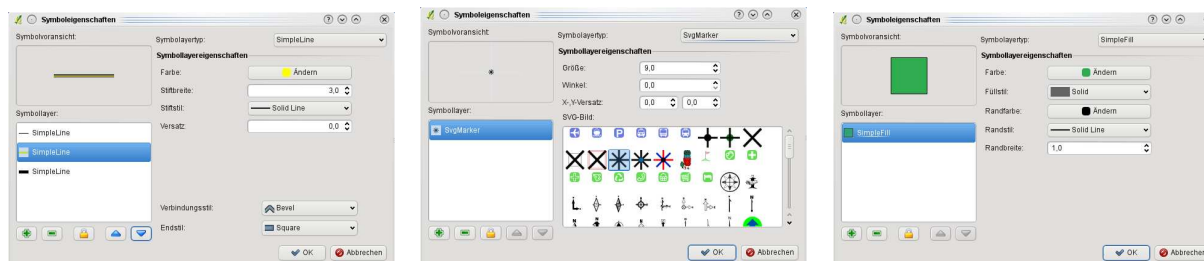 Symboleigenschaften
Symbolvoransicht:
Symbollayertyp: SimpleLine
Symbollayereigenschaften
Farbe: Ändern
Stiftbreite: 3,0
Stiftstil: Solid Line
Versatz: 0,0
Symbollayer:
SimpleLine
SimpleLine
SimpleLine
Verbindungsstil: Bevel
Endstil: Square
OK Abbrechen
Symboleigenschaften
Symbolvoransicht:
Symbollayertyp: SvgMarker
Symbollayereigenschaften
Größe: 9,0
Winkel: 0,0
X-,Y-Versatz: 0,0 0,0
SVG-Bild:
Symbollayer:
SvgMarker
OK Abbrechen
Symboleigenschaften
Symbolvoransicht:
Symbollayertyp: SimpleFill
Symbollayereigenschaften
Farbe: Ändern
Füllstil: Solid
Randfarbe: Ändern
Randstil: Solid Line
Randbreite: 1,0
Symbollayer:
SimpleFill
OK Abbrechen